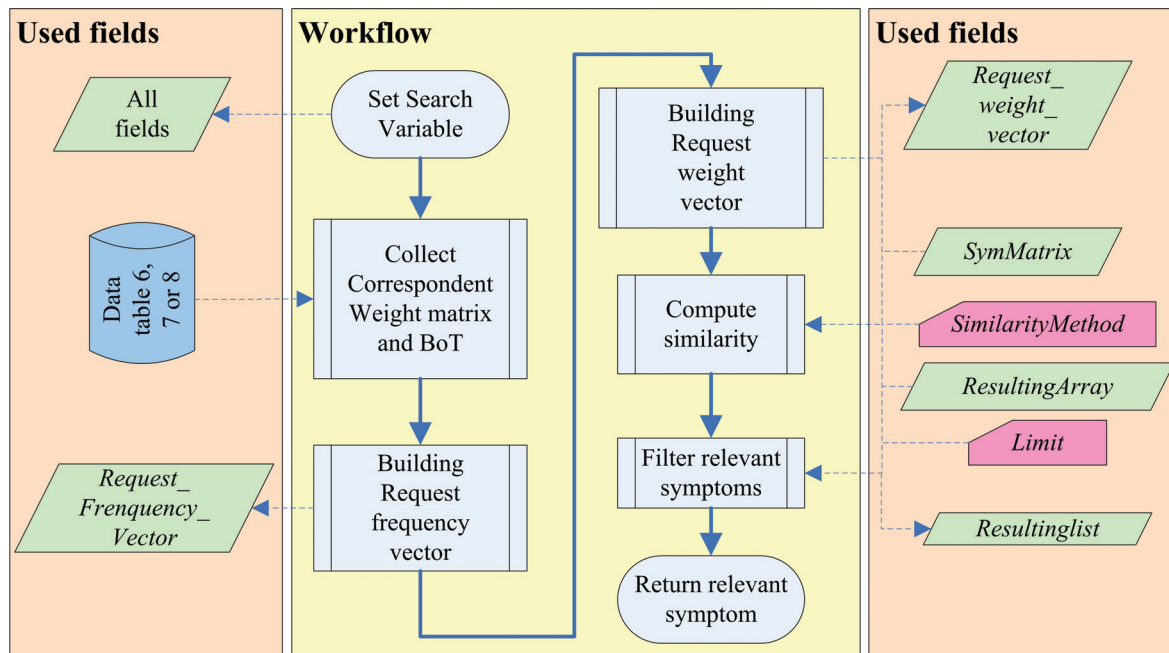 Used fields
All
fields
Data
table 6,
7 or 8
Request_
Frenquency_
Vector
Workflow
Set Search
Variable
Collect
Correspondent
Weight matrix
and BoT
Building
Request
frequency
vector
Building
Request
weight
vector
Compute
similarity
Filter relevant
symptoms
Return relevant
symptom
Used fields
Request_
weight_
vector
SymMatrix
SimilarityMethod
ResultingArray
Limit
Resultinglist